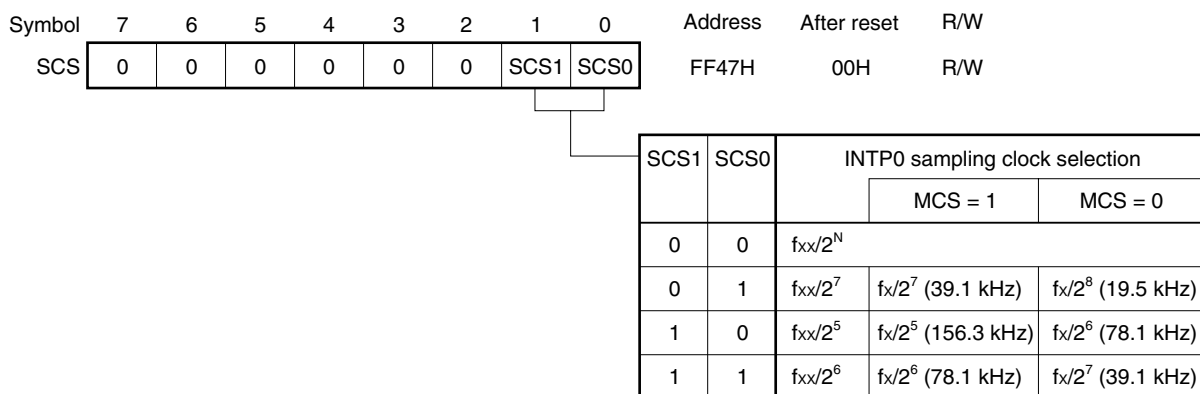 Symbol 7 6 5 4 3 2 1 0 Address After reset R/W
SCS 0 0 0 0 0 0 SCS1 SCS0 FF47H 00H R/W
SCS1 SCS0 INTP0 sampling clock selection
MCS = 1 MCS = 0
0 0 fxx/2^N
0 1 fxx/2^7 fx/2^7 (39.1 kHz) fx/2^8 (19.5 kHz)
1 0 fxx/2^5 fx/2^5 (156.3 kHz) fx/2^6 (78.1 kHz)
1 1 fxx/2^6 fx/2^6 (78.1 kHz) fx/2^7 (39.1 kHz)